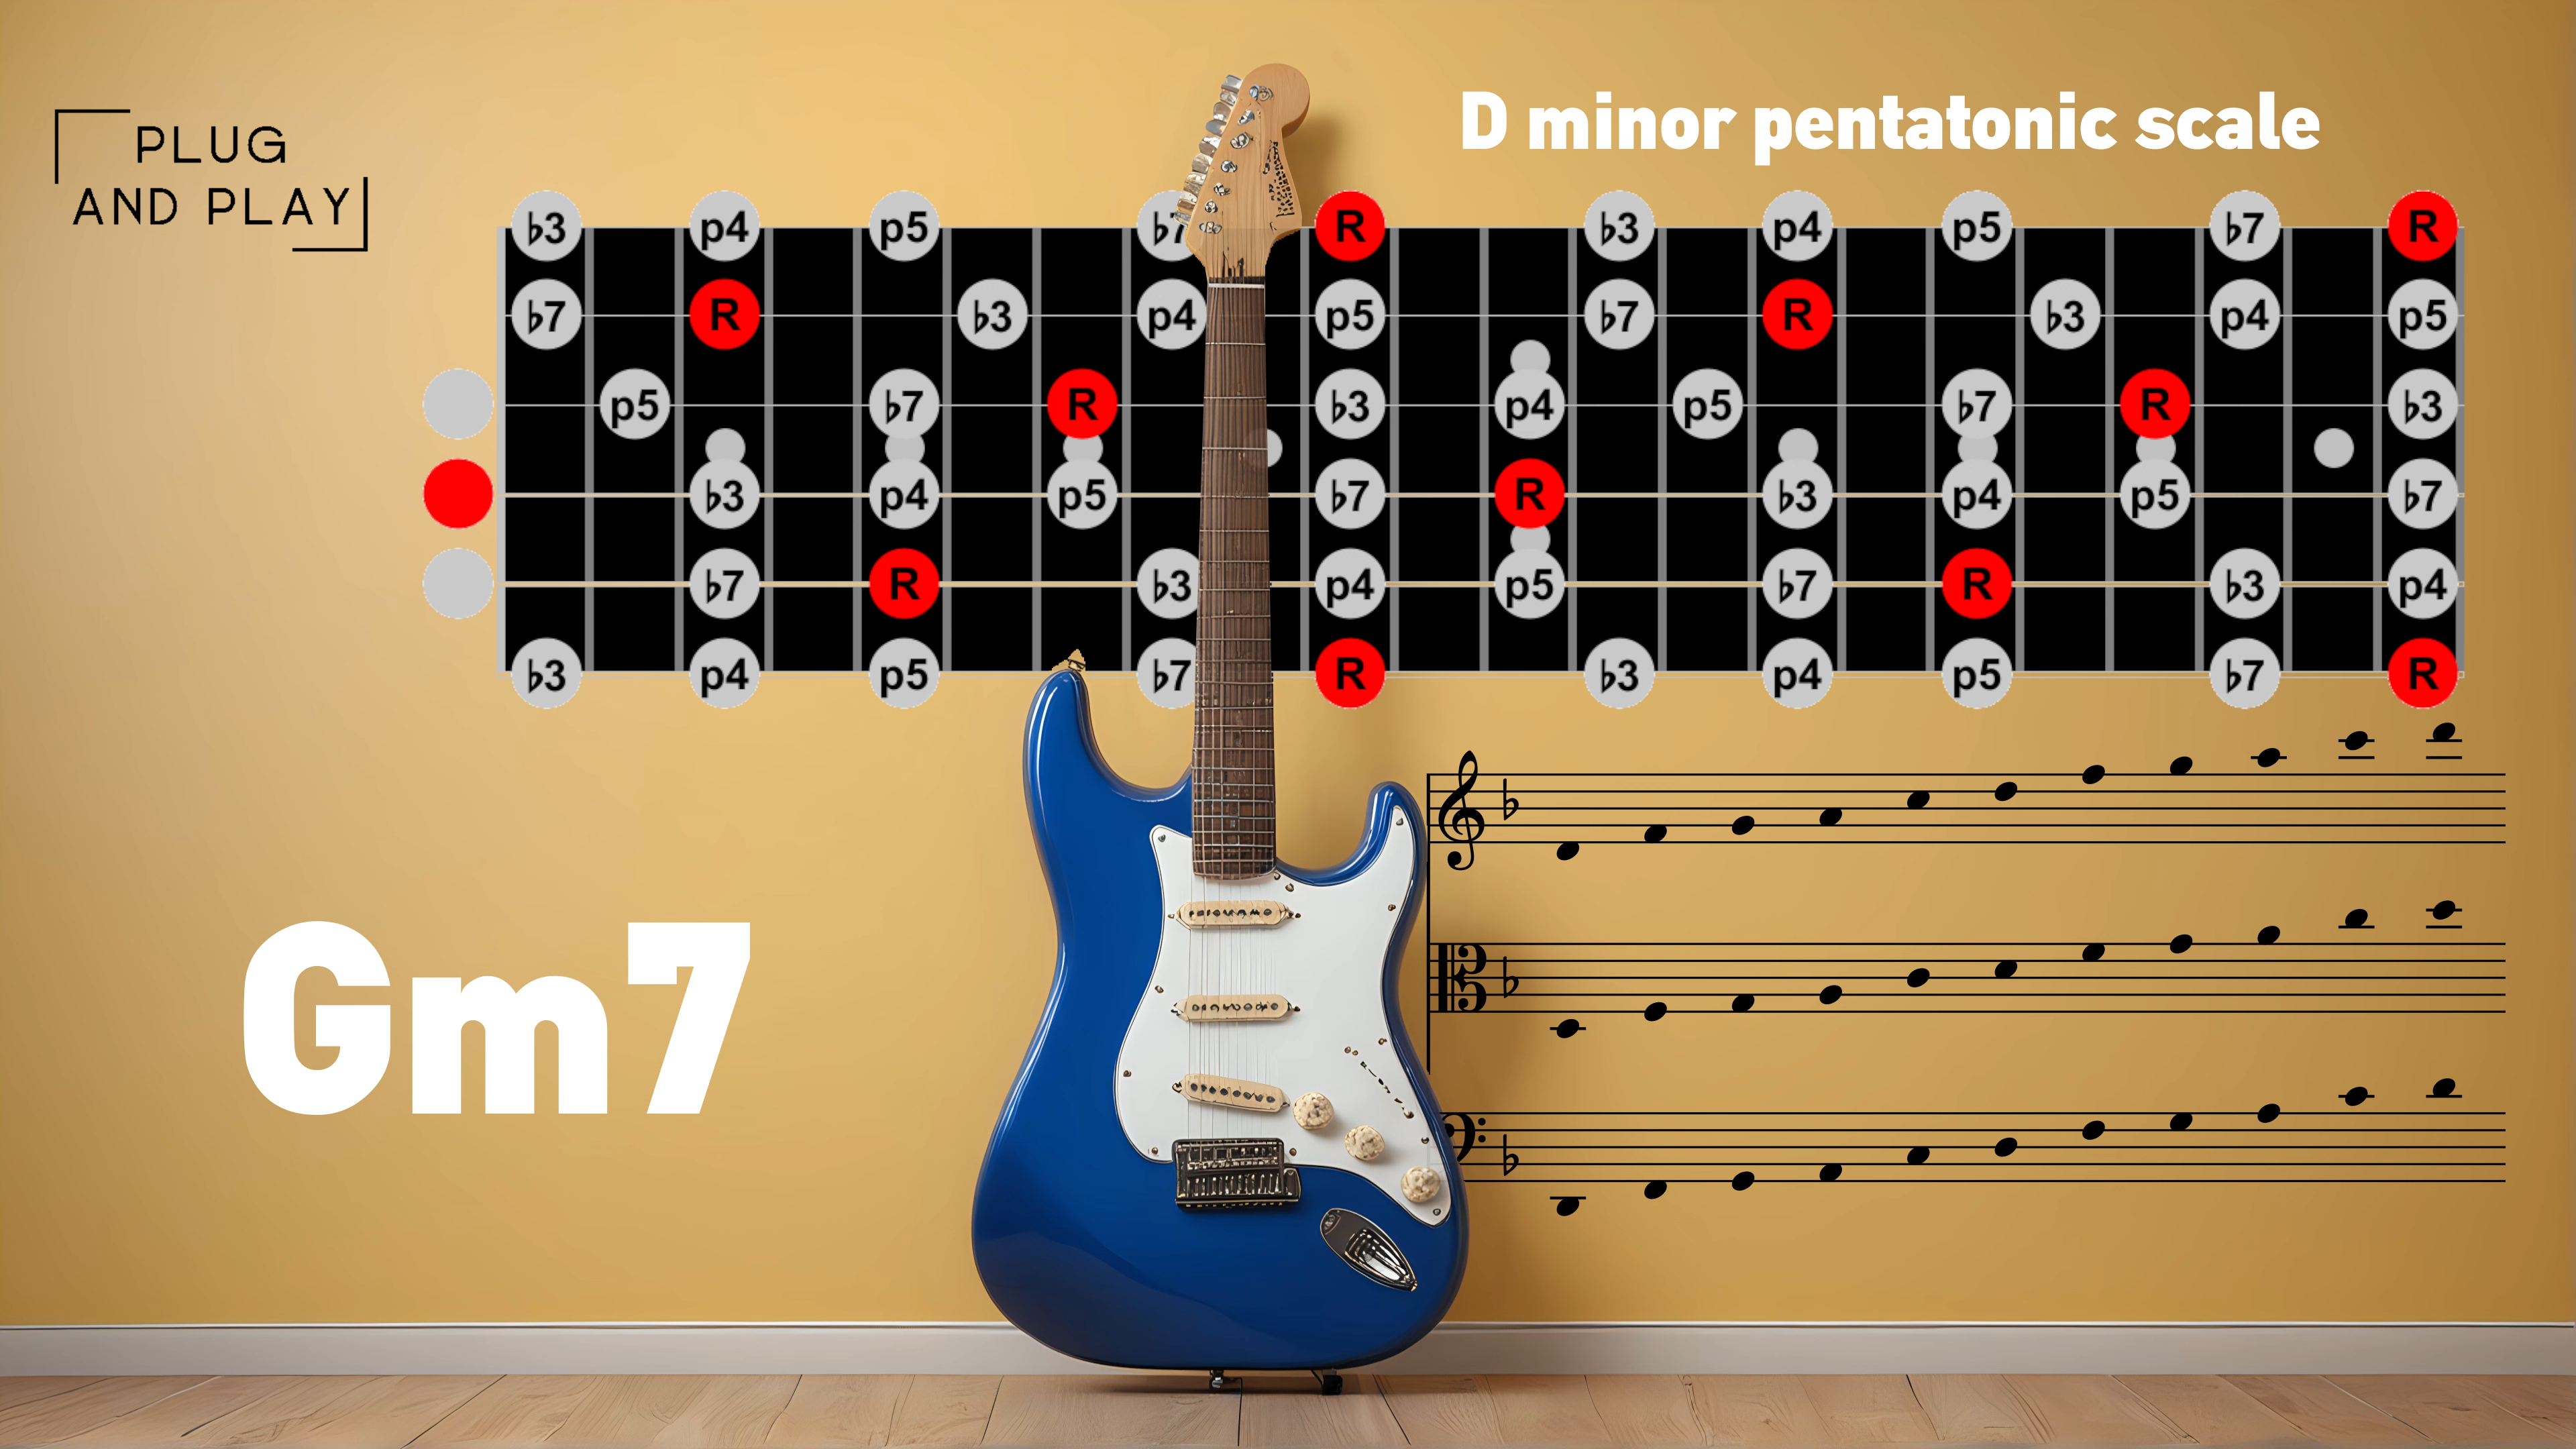 PLUG
AND PLAY
D minor pentatonic scale
♭3 p4 p5 ♭7 R ♭3 p4 p5 ♭7 R
♭7 R ♭3 p4 p5 ♭7 R ♭3 p4 p5
p5 ♭7 R ♭3 p4 p5 ♭7 R ♭3
♭3 p4 p5 ♭7 R ♭3 p4 p5 ♭7
♭7 R ♭3 p4 p5 ♭7 R ♭3 p4
♭3 p4 p5 ♭7 R ♭3 p4 p5 ♭7 R
Gm7